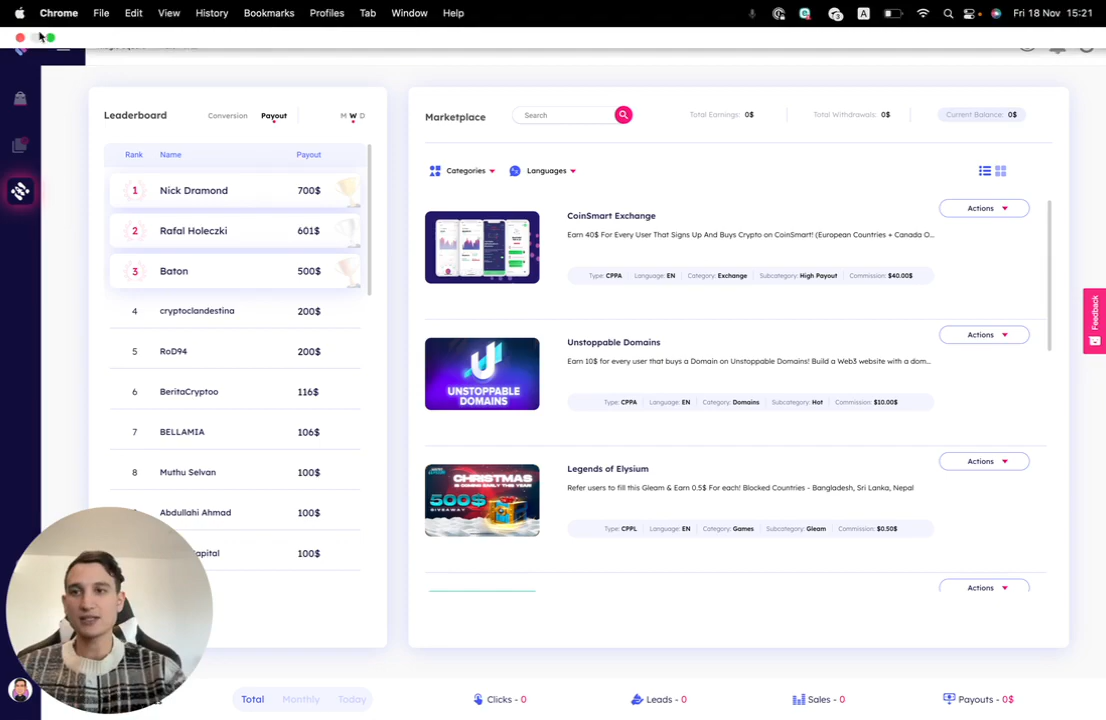 Chrome File Edit View History Bookmarks Profiles Tab Window Help
3 A Fri 18 Nov 15:21
Leaderboard Conversion Payout M W D
Rank Name Payout
1 Nick Dramond 700$
2 Rafal Holeczki 601$
3 Baton 500$
4 cryptoclandestina 200$
5 RoD94 200$
6 BeritaCryptoo 116$
7 BELLAMIA 106$
8 Muthu Selvan 100$
Abdullahi Ahmad 100$
apital 100$
Marketplace Search Total Earnings: 0$ Total Withdrawals: 0$ Current Balance: 0$
Categories Languages
CoinSmart Exchange Actions
Earn 40$ For Every User That Signs Up And Buys Crypto on CoinSmart! (European Countries + Canada O...
Type: CPPA Language: EN Category: Exchange Subcategory: High Payout Commission: $40.00$
Unstoppable Domains Actions
Earn 10$ for every user that buys a Domain on Unstoppable Domains! Build a Web3 website with a dom...
UNSTOPPABLE
DOMAINS
Type: CPPA Language: EN Category: Domains Subcategory: Hot Commission: $10.00$
Legends of Elysium Actions
Refer users to fill this Gleam & Earn 0.5$ For each! Blocked Countries - Bangladesh, Sri Lanka, Nepal
CHRISTMAS
IS COMING EARLY THIS YEAR
500$
GIVEAWAY
Type: CPPL Language: EN Category: Games Subcategory: Gleam Commission: $0.50$
Actions
Feedback
Total Monthly Today Clicks - 0 Leads - 0 Sales - 0 Payouts - 0$